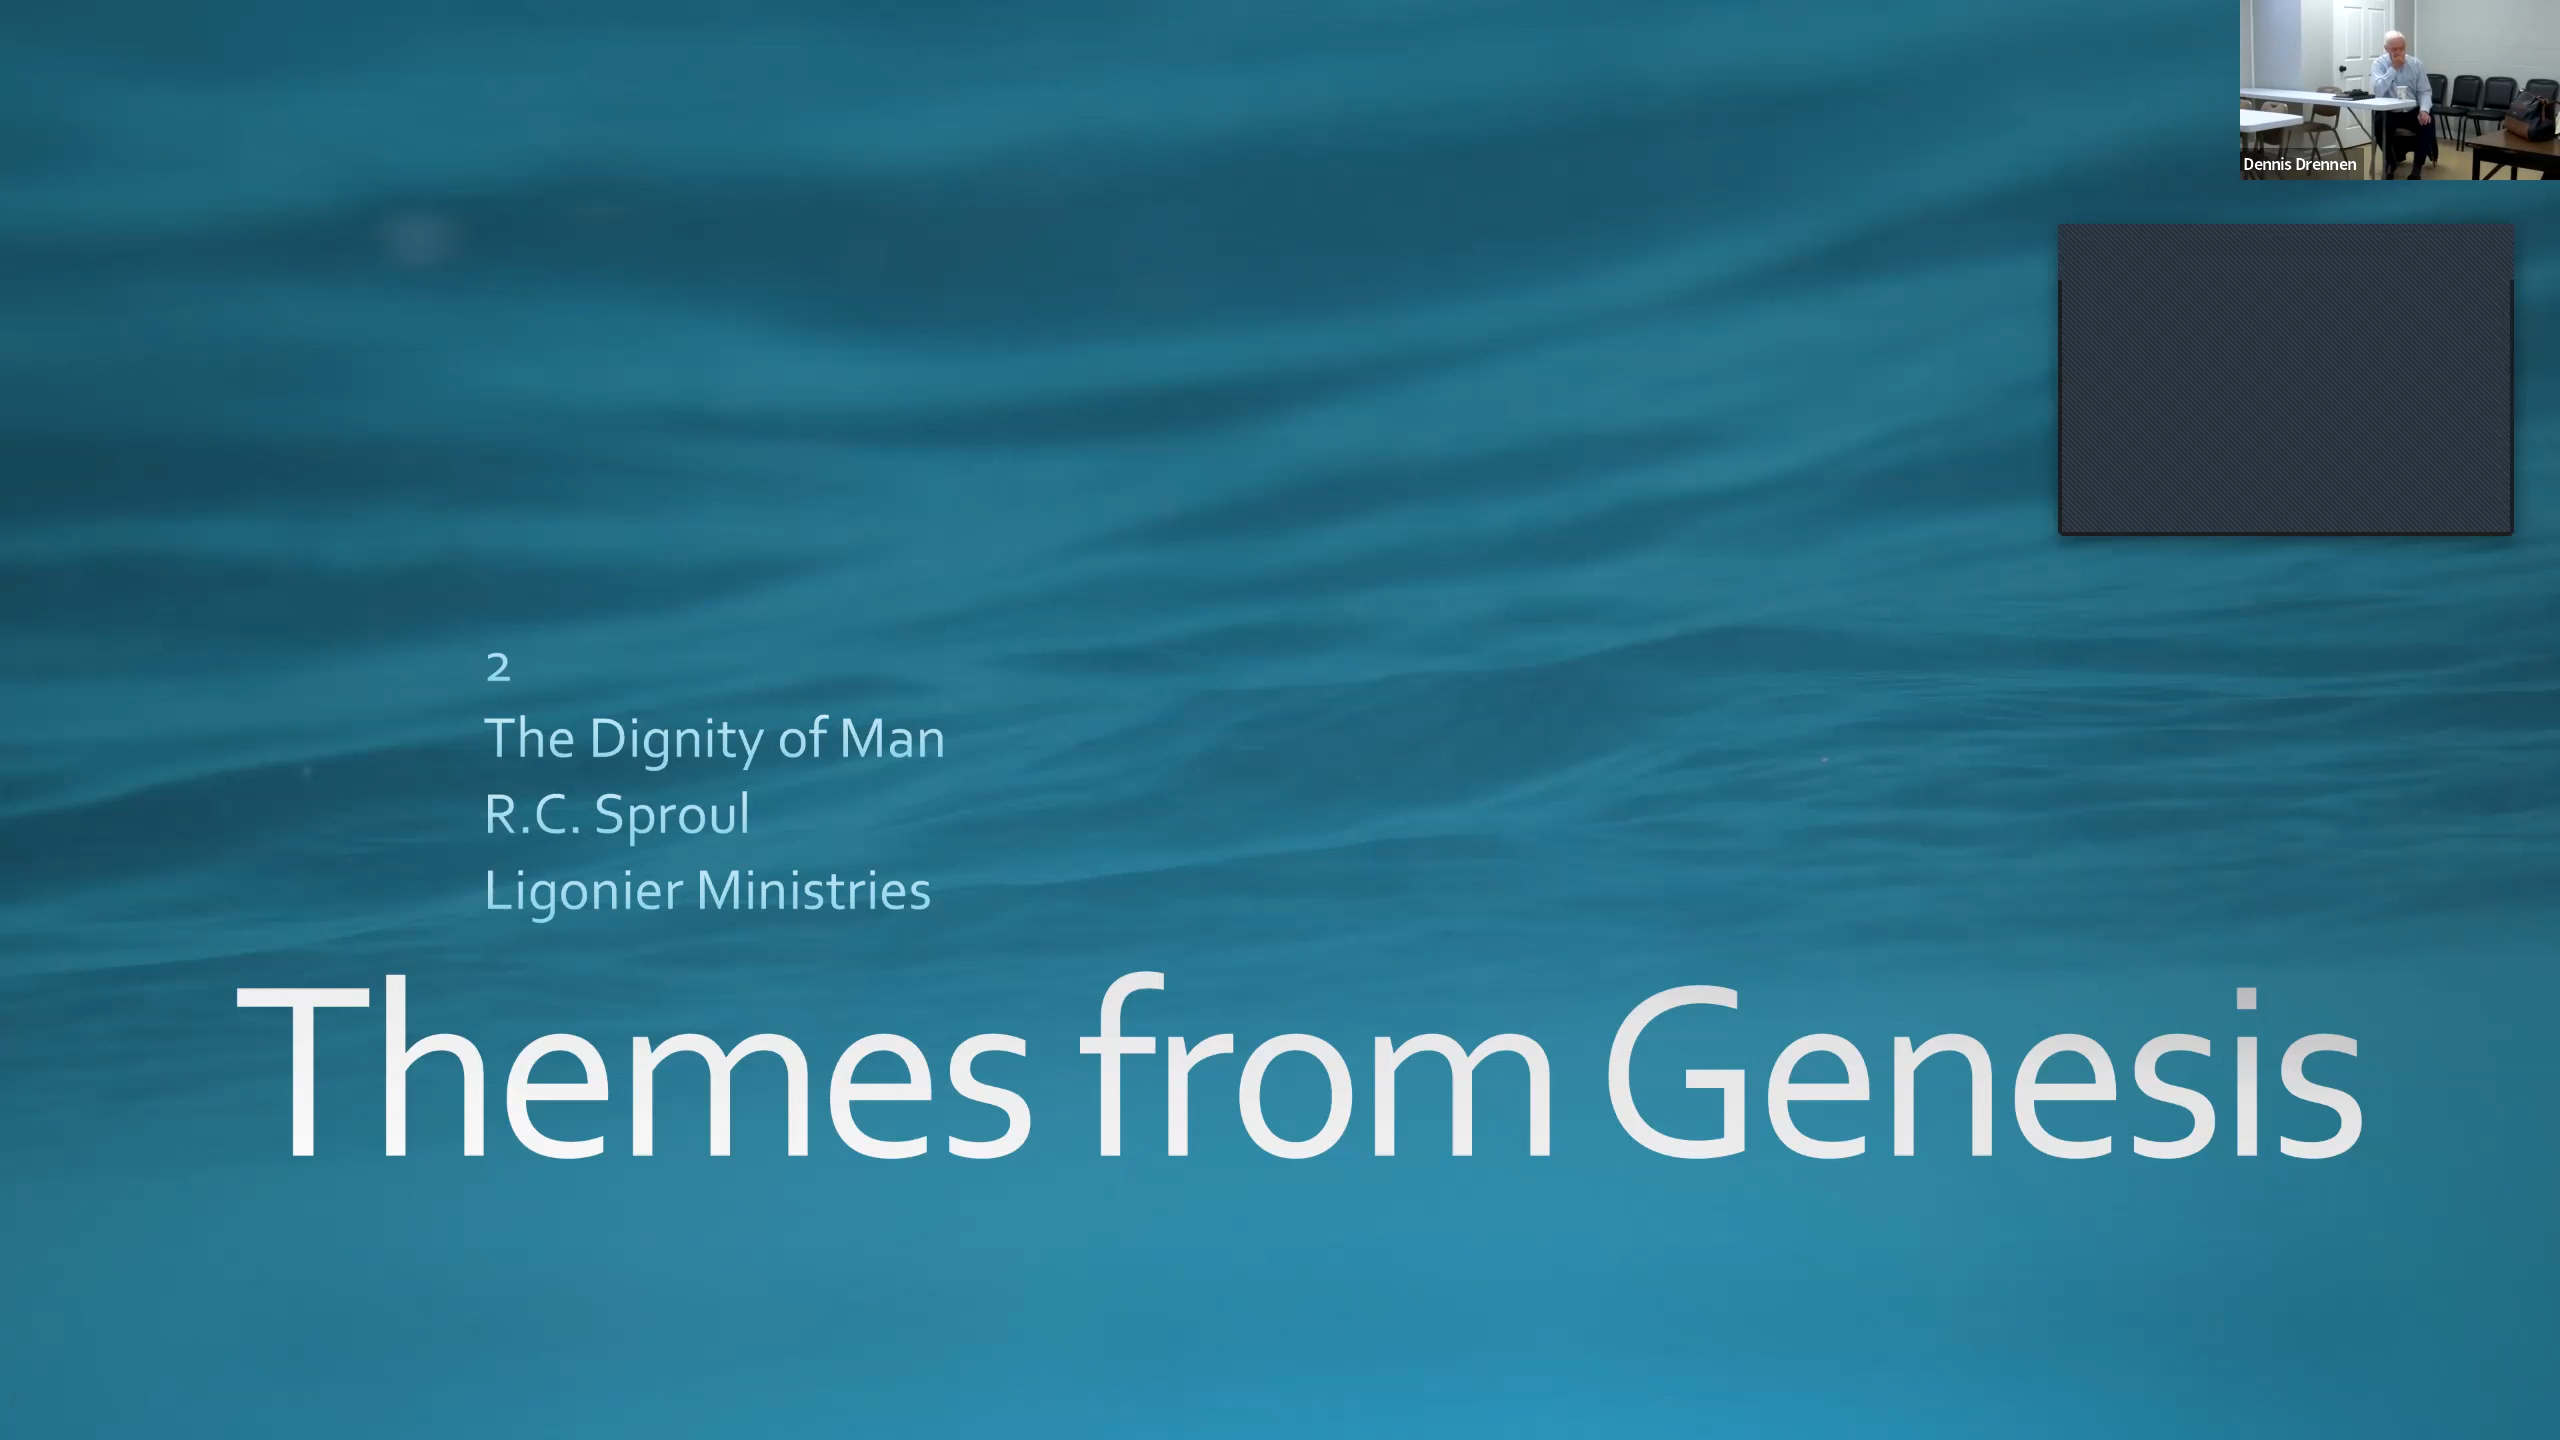 Dennis Drennen
2
The Dignity of Man
R.C. Sproul
Ligonier Ministries
Themes from Genesis